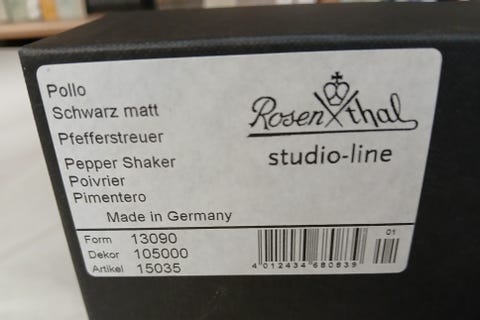 Pollo
Schwarz matt
Pfefferstreuer
Pepper Shaker
Poivrier
Pimentero
Made in Germany
Rosenthal
studio-line
Form 13090
Dekor 105000
Artikel 15035
01
4 012434 680839